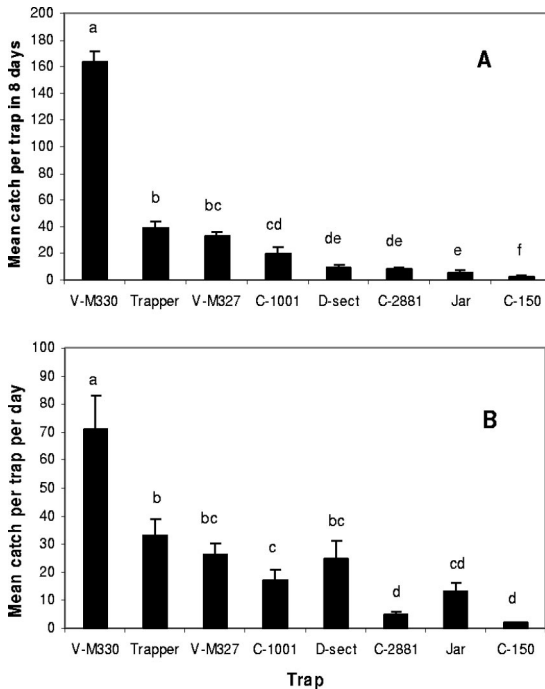 Mean catch per trap in 8 days
200
180
160
140
120
100
80
60
40
20
0
A
a
b
bc
cd
de
de
e
f
V-M330 Trapper V-M327 C-1001 D-sect C-2881 Jar C-150
Mean catch per trap per day
100
90
80
70
60
50
40
30
20
10
0
B
a
b
bc
c
bc
d
cd
d
V-M330 Trapper V-M327 C-1001 D-sect C-2881 Jar C-150
Trap